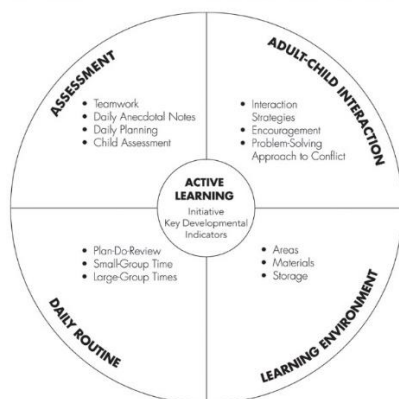 ASSESSMENT
• Teamwork
• Daily Anecdotal Notes
• Daily Planning
• Child Assessment
ADULT-CHILD INTERACTION
• Interaction
Strategies
• Encouragement
• Problem-Solving
Approach to Conflict
ACTIVE
LEARNING
Initiative
Key Developmental
Indicators
DAILY ROUTINE
• Plan-Do-Review
• Small-Group Time
• Large-Group Times
LEARNING ENVIRONMENT
• Areas
• Materials
• Storage